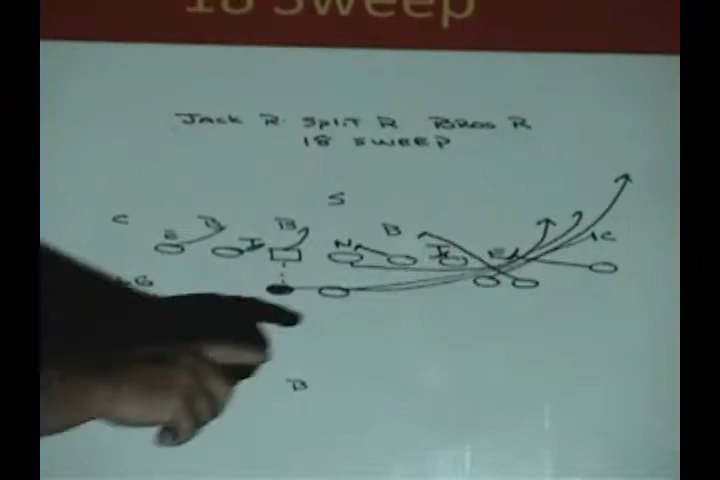 18 Sweep
Jack R. Split R Bros R
18 SWEEP
S
C E B T B N B T E C
G
B